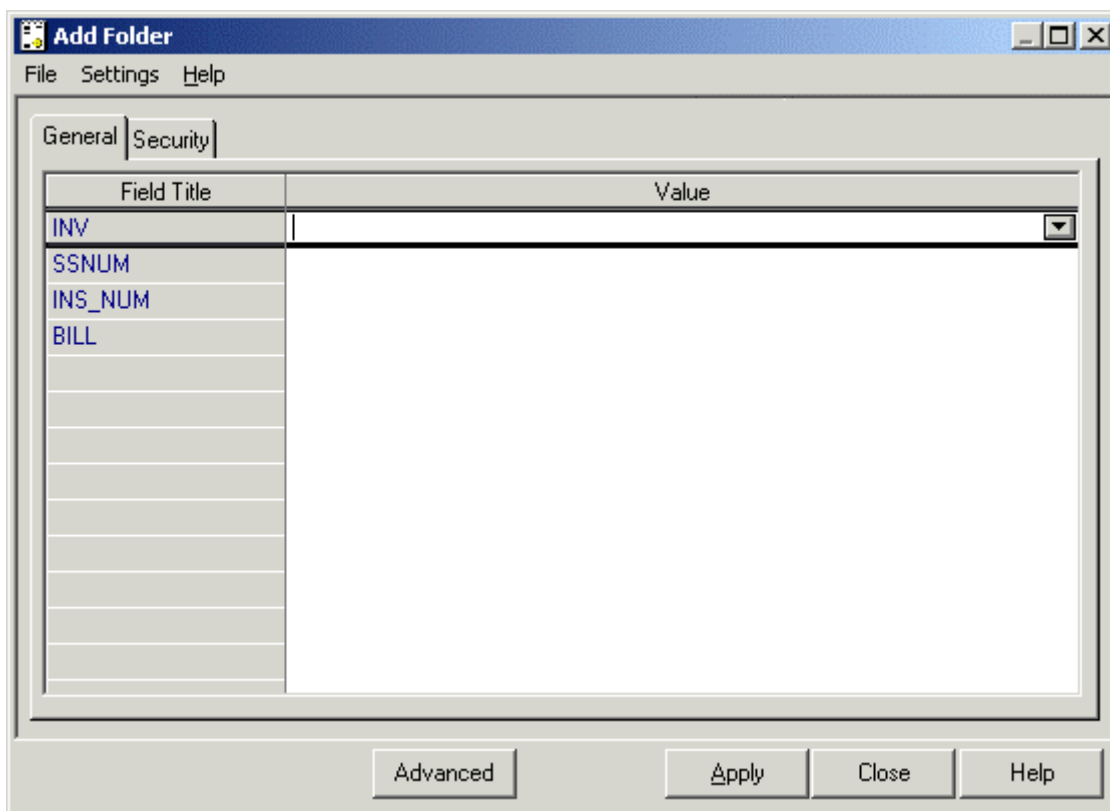 Add Folder
File Settings Help
General Security
Field Title Value
INV
SSNUM
INS_NUM
BILL
Advanced Apply Close Help